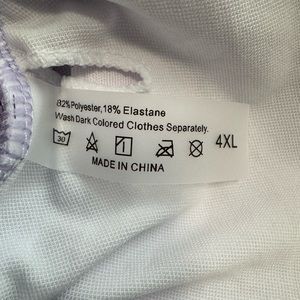 82%Polyester,18% Elastane
Wash Dark Colored Clothes Separately.
30 4XL
MADE IN CHINA